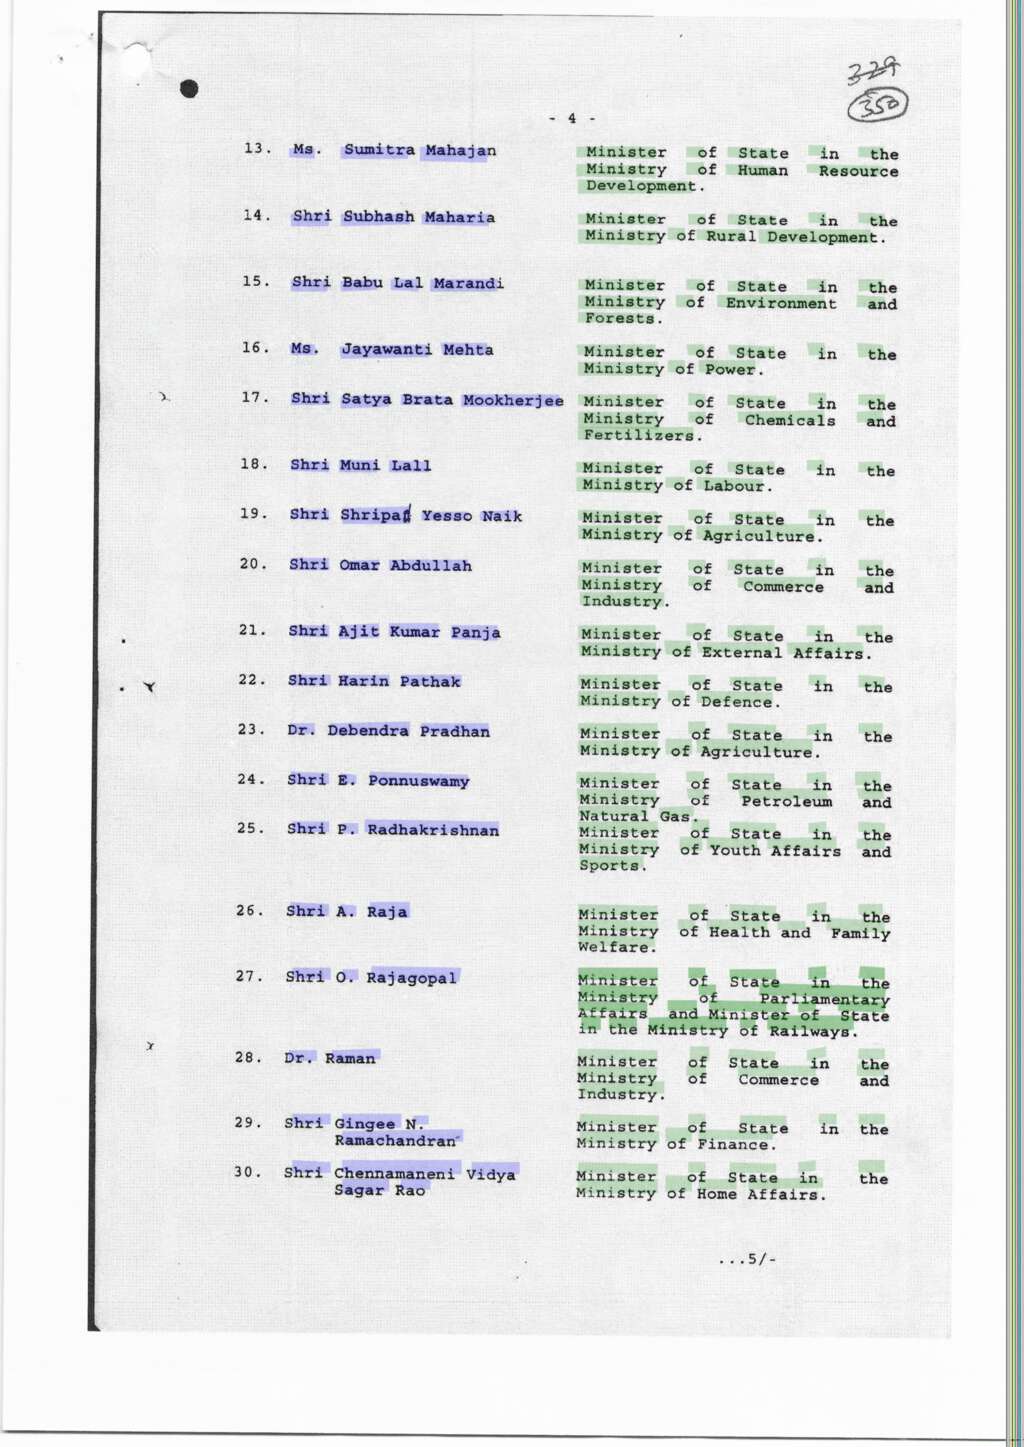 329
350
- 4 -
13. Ms. Sumitra Mahajan Minister of State in the
Ministry of Human Resource
Development.
14. Shri Subhash Maharia Minister of State in the
Ministry of Rural Development.
15. Shri Babu Lal Marandi Minister of State in the
Ministry of Environment and
Forests.
16. Ms. Jayawanti Mehta Minister of State in the
Ministry of Power.
17. Shri Satya Brata Mookherjee Minister of State in the
Ministry of Chemicals and
Fertilizers.
18. Shri Muni Lall Minister of State in the
Ministry of Labour.
19. Shri Shripad Yesso Naik Minister of State in the
Ministry of Agriculture.
20. Shri Omar Abdullah Minister of State in the
Ministry of Commerce and
Industry.
21. Shri Ajit Kumar Panja Minister of State in the
Ministry of External Affairs.
22. Shri Harin Pathak Minister of State in the
Ministry of Defence.
23. Dr. Debendra Pradhan Minister of State in the
Ministry of Agriculture.
24. Shri E. Ponnuswamy Minister of State in the
Ministry of Petroleum and
Natural Gas.
25. Shri P. Radhakrishnan Minister of State in the
Ministry of Youth Affairs and
Sports.
26. Shri A. Raja Minister of State in the
Ministry of Health and Family
Welfare.
27. Shri O. Rajagopal Minister of State in the
Ministry of Parliamentary
Affairs and Minister of State
in the Ministry of Railways.
28. Dr. Raman Minister of State in the
Ministry of Commerce and
Industry.
29. Shri Gingee N. Minister of State in the
Ramachandran Ministry of Finance.
30. Shri Chennamaneni Vidya Minister of State in the
Sagar Rao Ministry of Home Affairs.
...5/-